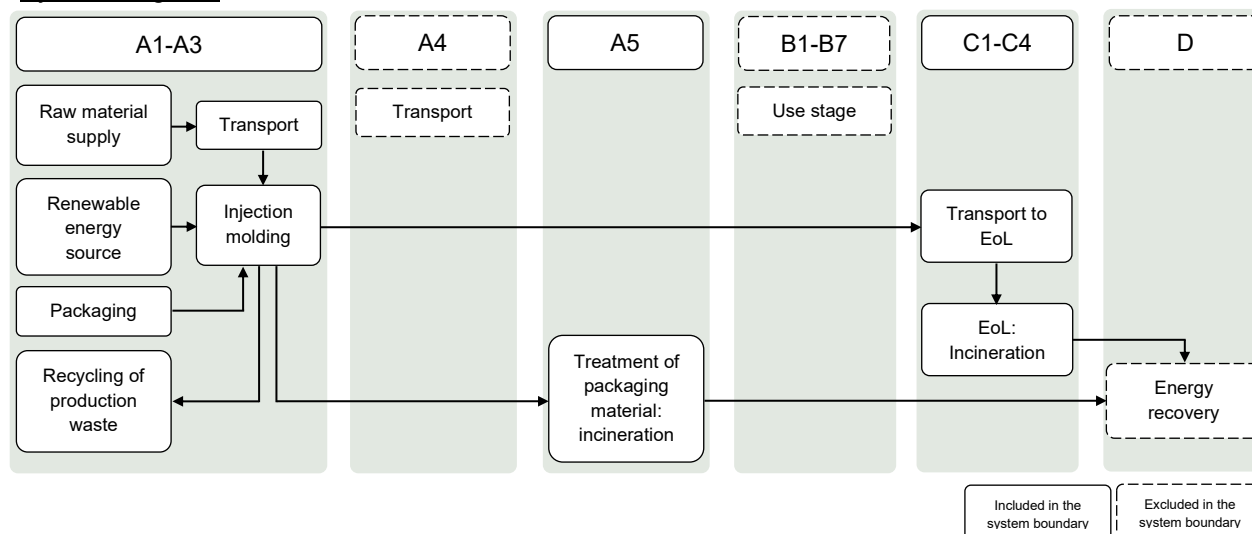 A1-A3
A4
A5
B1-B7
C1-C4
D
Raw material
supply
Transport
Transport
Use stage
Renewable
energy
source
Injection
molding
Transport to
EoL
Packaging
EoL:
Incineration
Recycling of
production
waste
Treatment of
packaging
material:
incineration
Energy
recovery
Included in the
system boundary
Excluded in the
system boundary